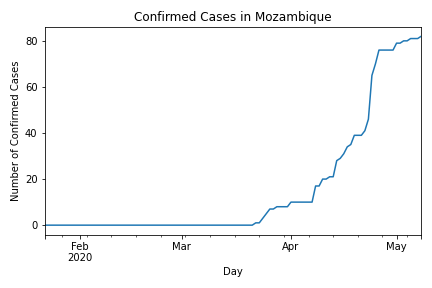 Confirmed Cases in Mozambique
Number of Confirmed Cases
80
60
40
20
0
Feb
2020
Mar
Apr
May
Day